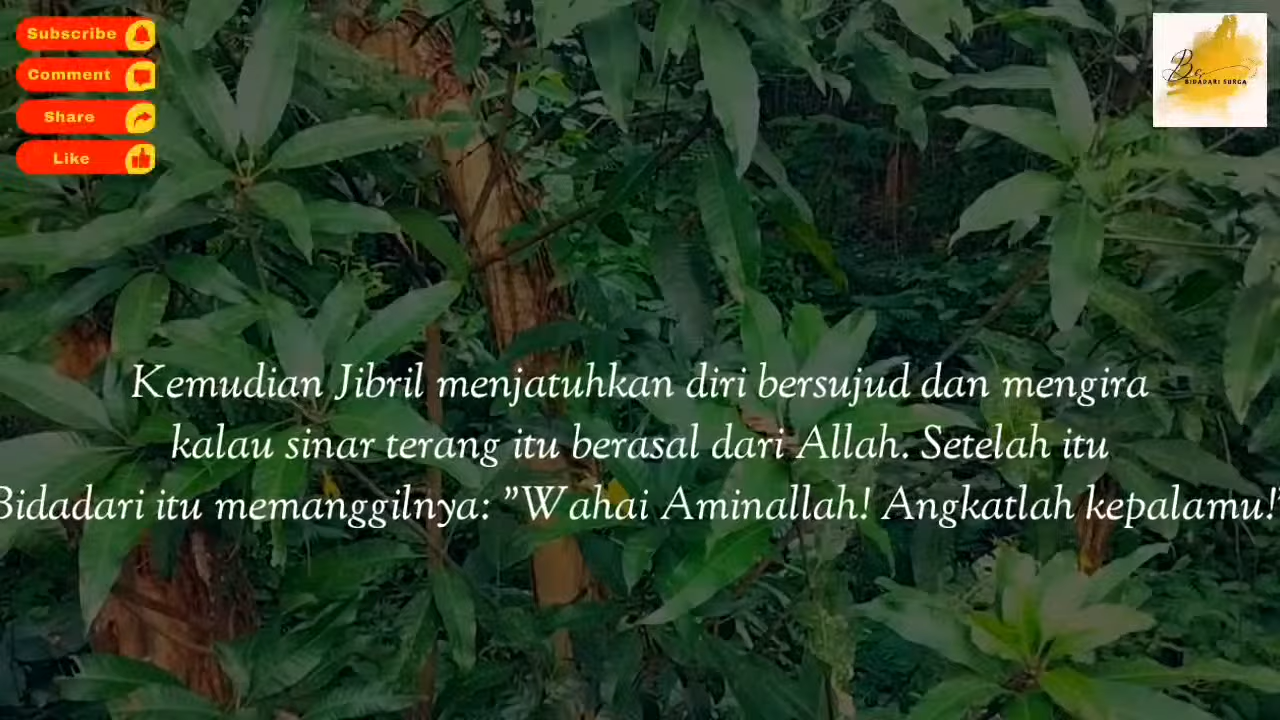 Subscribe
Comment
Share
Like
Bs
BIDADARI SURGA
Kemudian Jibril menjatuhkan diri bersujud dan mengira
kalau sinar terang itu berasal dari Allah. Setelah itu
Bidadari itu memanggilnya: "Wahai Aminallah! Angkatlah kepalamu!"